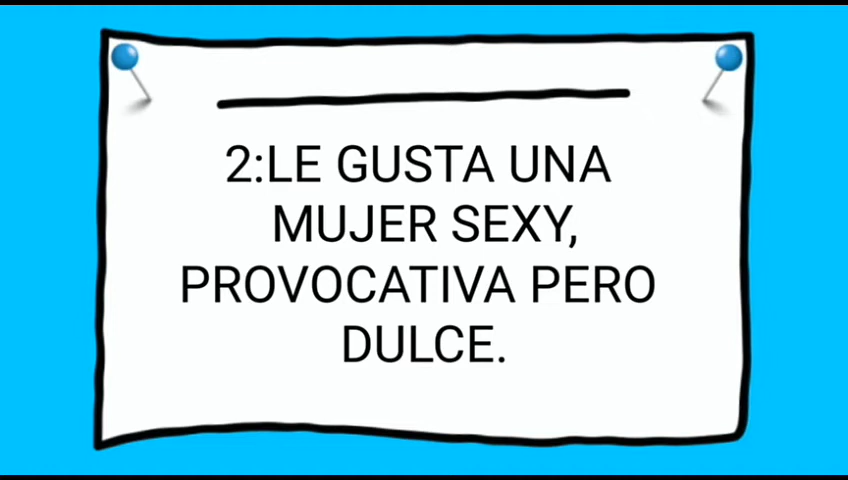 2:LE GUSTA UNA
MUJER SEXY,
PROVOCATIVA PERO
DULCE.